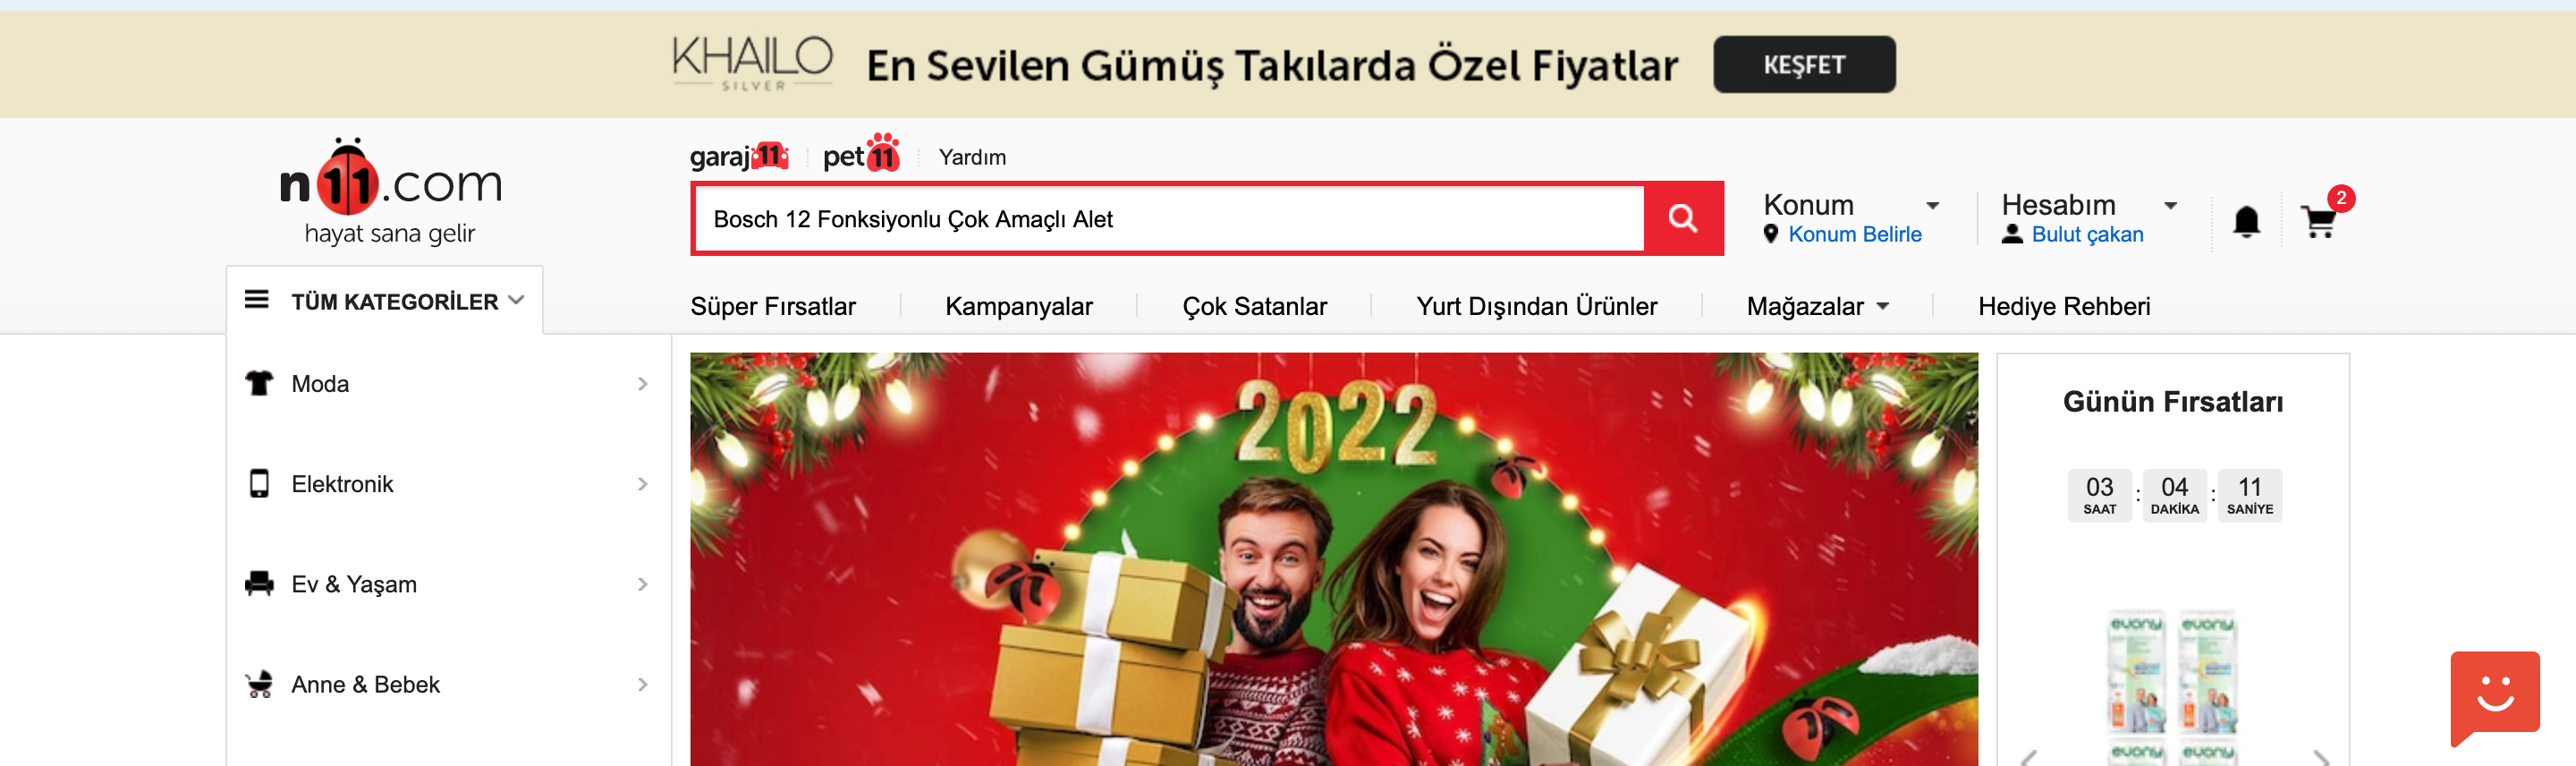 KHAILO
SILVER
En Sevilen Gümüş Takılarda Özel Fiyatlar
KEŞFET
garaj11
pet11
Yardım
n11.com
hayat sana gelir
Bosch 12 Fonksiyonlu Çok Amaçlı Alet
Konum
Konum Belirle
Hesabım
Bulut çakan
2
TÜM KATEGORİLER
Süper Fırsatlar
Kampanyalar
Çok Satanlar
Yurt Dışından Ürünler
Mağazalar
Hediye Rehberi
Moda
Elektronik
Ev & Yaşam
Anne & Bebek
2022
Günün Fırsatları
03 : 04 : 11
SAAT DAKİKA SANİYE
evony evony
evony evony